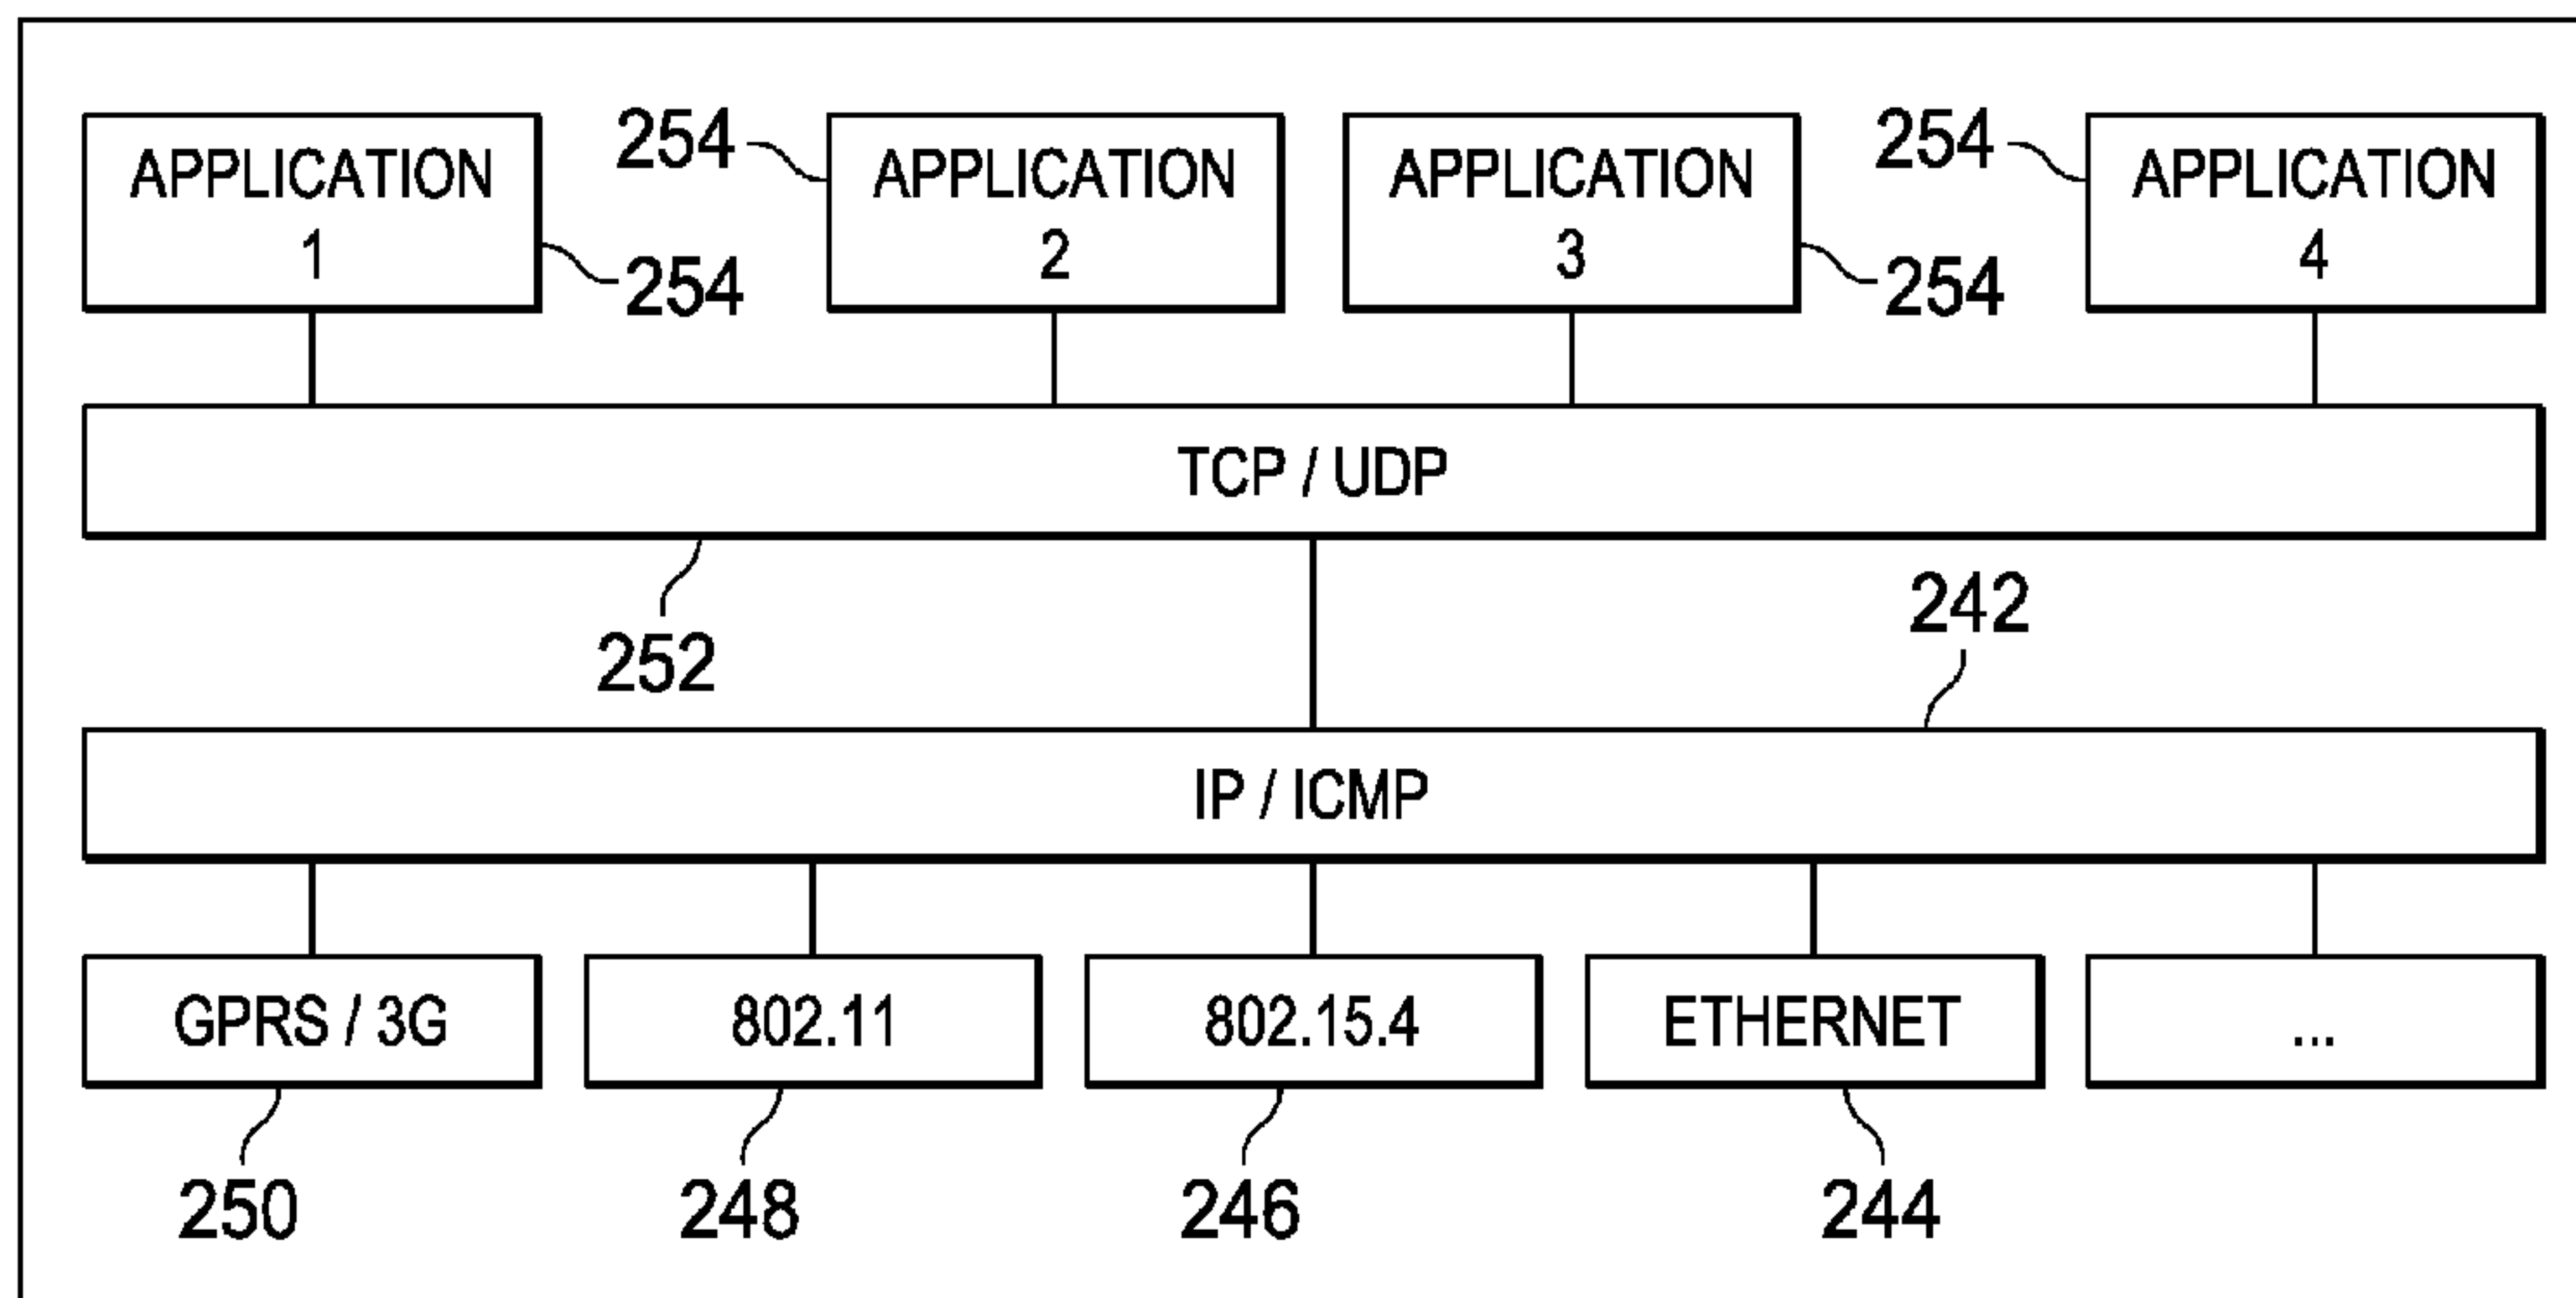 APPLICATION
1
254
254
APPLICATION
2
APPLICATION
3
254
254
APPLICATION
4
TCP / UDP
252
242
IP / ICMP
GPRS / 3G
802.11
802.15.4
ETHERNET
...
250
248
246
244